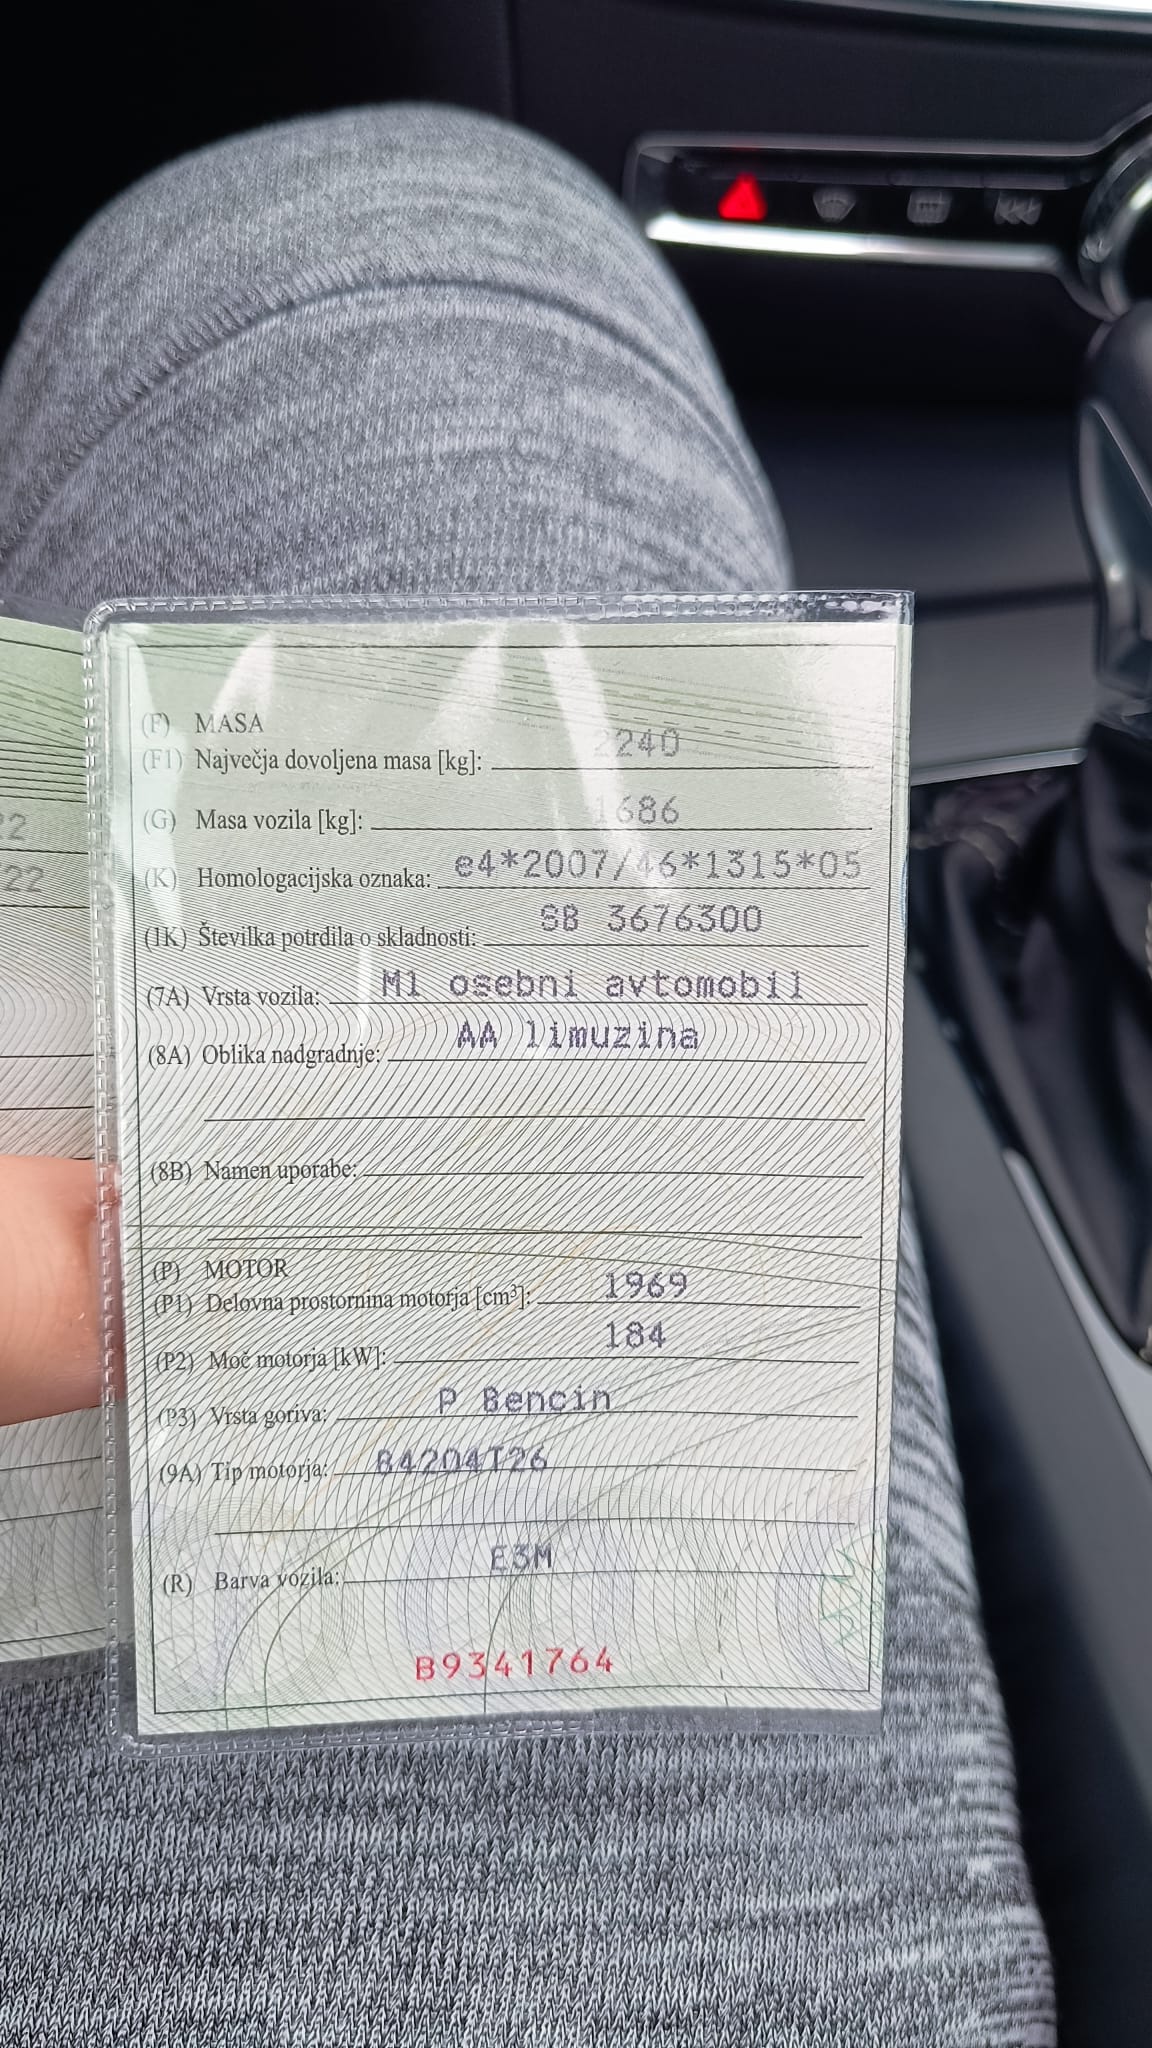 (F) MASA
(F1) Največja dovoljena masa [kg]: 2240
(G) Masa vozila [kg]: 1686
(K) Homologacijska oznaka: e4*2007/46*1315*05
(1K) Številka potrdila o skladnosti: SB 3676300
(7A) Vrsta vozila: M1 osebni avtomobil
(8A) Oblika nadgradnje: AA limuzina
(8B) Namen uporabe:
(P) MOTOR
(P1) Delovna prostornina motorja [cm³]: 1969
(P2) Moč motorja [kW]: 184
(P3) Vrsta goriva: P Bencin
(9A) Tip motorja: B4204T26
(R) Barva vozila: E3M
B9341764
22
22